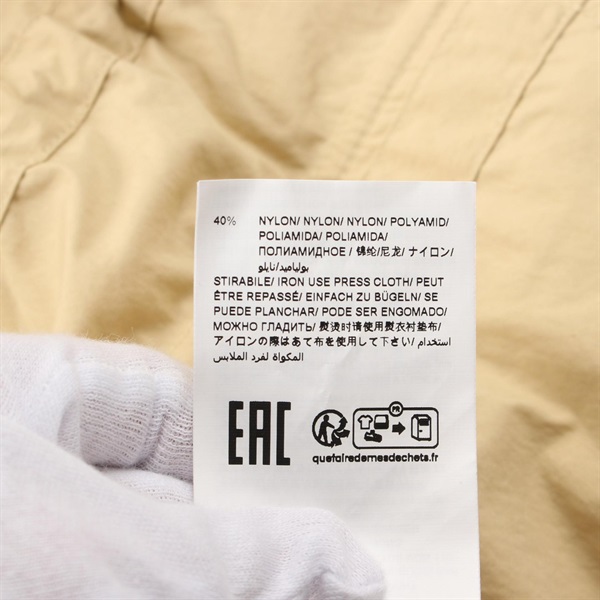 40% NYLON/ NYLON/ NYLON/ POLYAMID/
POLIAMIDA/ POLIAMIDA/
ПОЛИАМИДНОЕ / 锦纶/尼龙/ ナイロン/
بولياميد/نايلو
STIRABILE/ IRON USE PRESS CLOTH/ PEUT
ÊTRE REPASSÉ/ EINFACH ZU BÜGELN/ SE
PUEDE PLANCHAR/ PODE SER ENGOMADO/
МОЖНО ГЛАДИТЬ/ 熨烫时请使用熨衣衬垫布/
アイロンの際はあて布を使用して下さい/ استخدام
المكواة لفرد الملابس
EAC
FR
quefairedemesdechets.fr